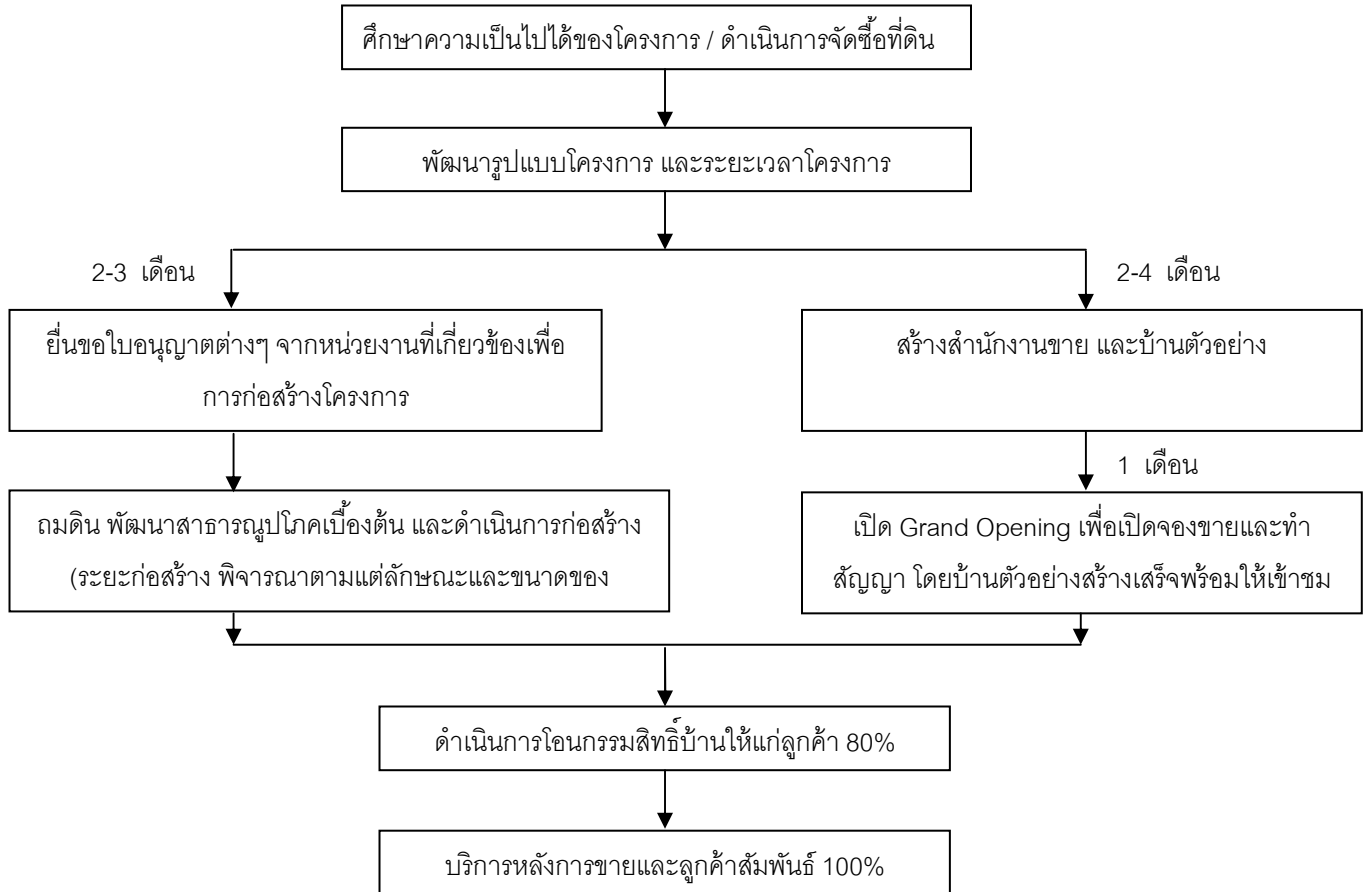 ศึกษาความเป็นไปได้ของโครงการ / ดำเนินการจัดซื้อที่ดิน
พัฒนารูปแบบโครงการ และระยะเวลาโครงการ
2-3 เดือน
2-4 เดือน
ยื่นขอใบอนุญาตต่างๆ จากหน่วยงานที่เกี่ยวข้องเพื่อ
การก่อสร้างโครงการ
สร้างสำนักงานขาย และบ้านตัวอย่าง
1 เดือน
ถมดิน พัฒนาสาธารณูปโภคเบื้องต้น และดำเนินการก่อสร้าง
(ระยะก่อสร้าง พิจารณาตามแต่ลักษณะและขนาดของ
เปิด Grand Opening เพื่อเปิดจองขายและทำ
สัญญา โดยบ้านตัวอย่างสร้างเสร็จพร้อมให้เข้าชม
ดำเนินการโอนกรรมสิทธิ์บ้านให้แก่ลูกค้า 80%
บริการหลังการขายและลูกค้าสัมพันธ์ 100%